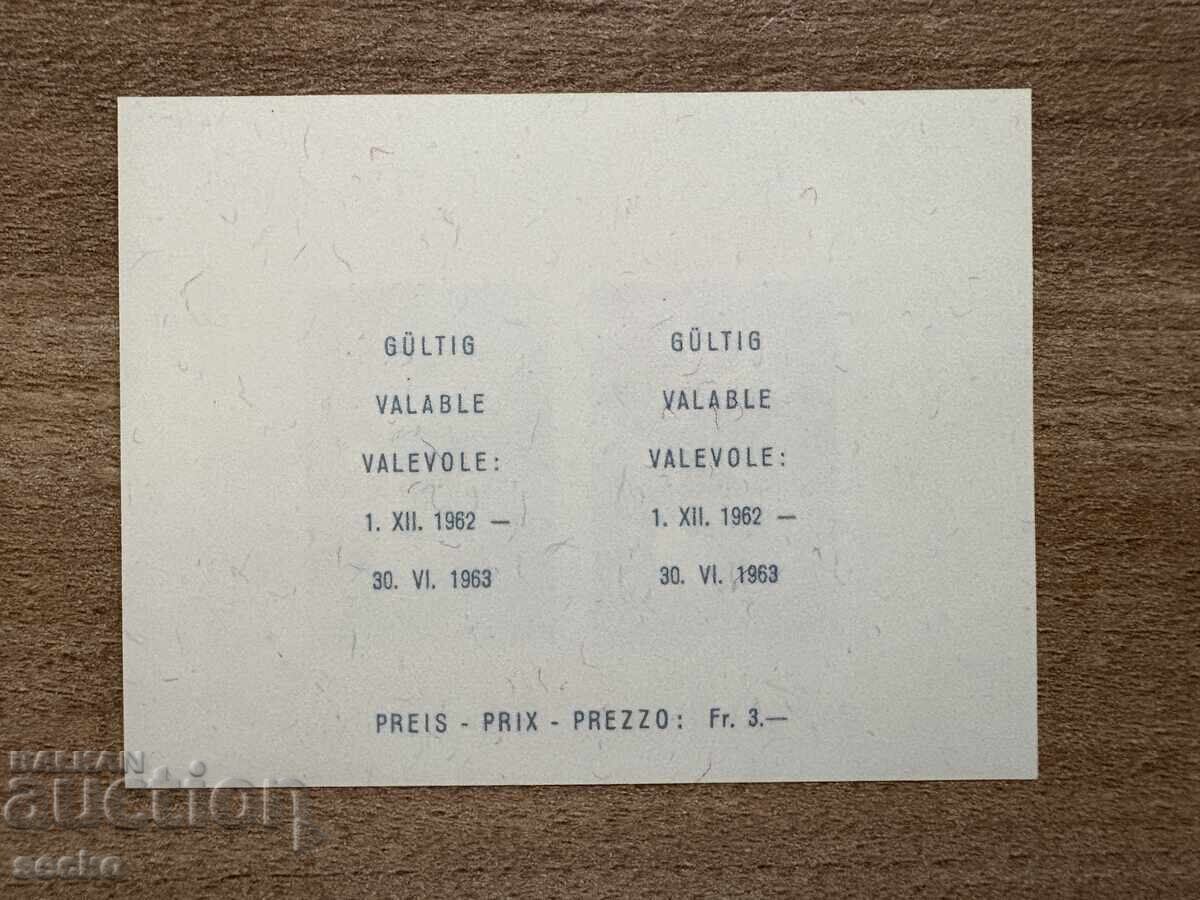 GÜLTIG
VALABLE
VALEVOLE:
1. XII. 1962 —
30. VI. 1963
GÜLTIG
VALABLE
VALEVOLE:
1. XII. 1962 —
30. VI. 1963
PREIS - PRIX - PREZZO: Fr. 3.—
BALKAN
auction
secko